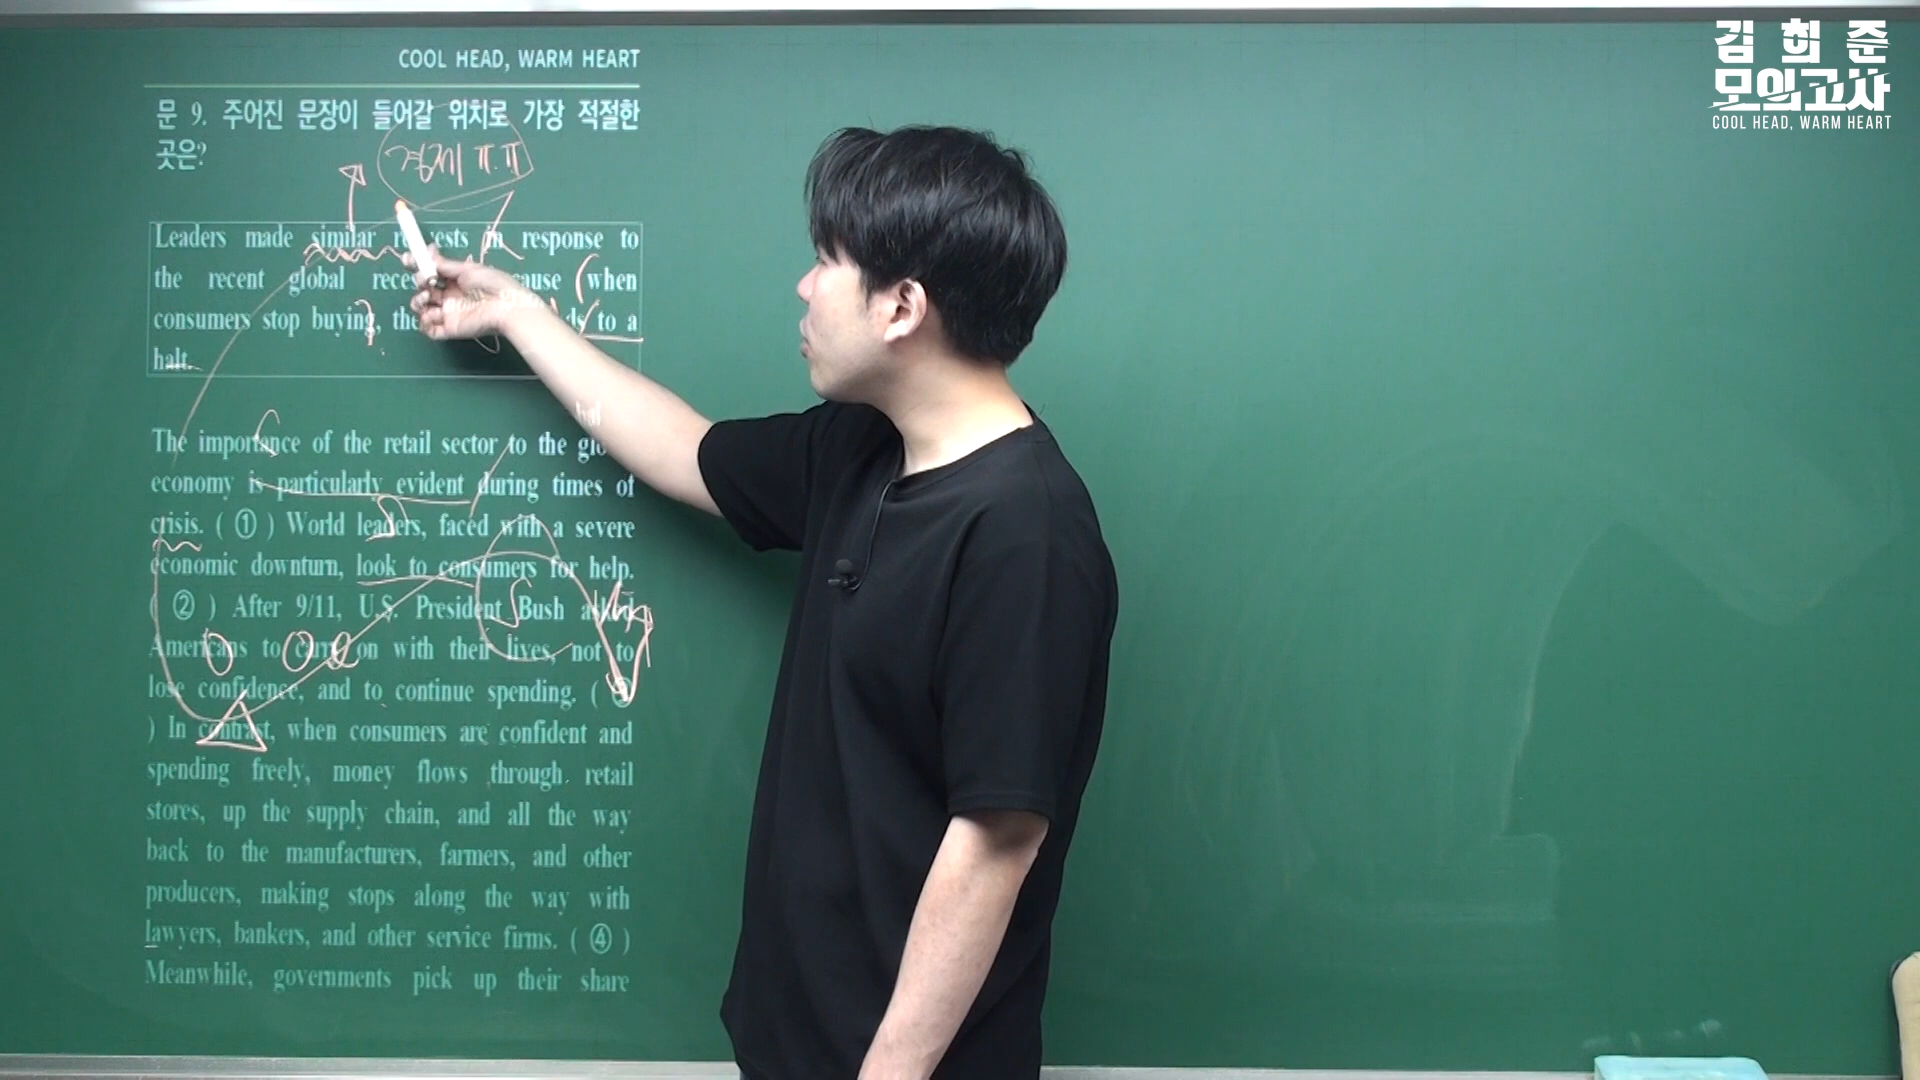 김희준
모의고사
COOL HEAD, WARM HEART
COOL HEAD, WARM HEART
문 9. 주어진 문장이 들어갈 위치로 가장 적절한
곳은?
경제 ㅠ.ㅠ
Leaders made similar in response to
the recent global when
consumers stop buying, to a
halt.
The importance of the retail sector to the
economy is particularly evident during times of
crisis. ( ① ) World leaders, faced with a severe
economic downturn, look to consumers for help.
( ② ) After 9/11, U.S. President Bush asked
Americans to carry on with their lives, not to
lose confidence, and to continue spending. ( ③
) In contrast, when consumers are confident and
spending freely, money flows through retail
stores, up the supply chain, and all the way
back to the manufacturers, farmers, and other
producers, making stops along the way with
lawyers, bankers, and other service firms. ( ④ )
Meanwhile, governments pick up their share